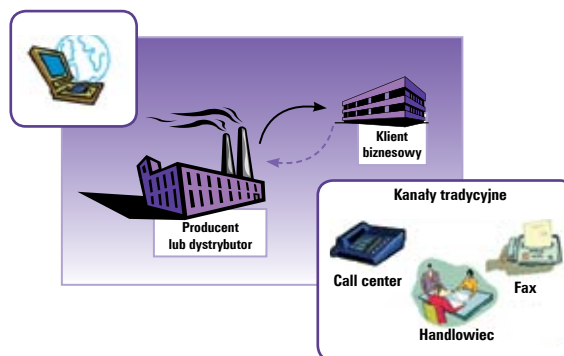 Klient
biznesowy
Producent
lub dystrybutor
Kanały tradycyjne
Call center
Fax
Handlowiec